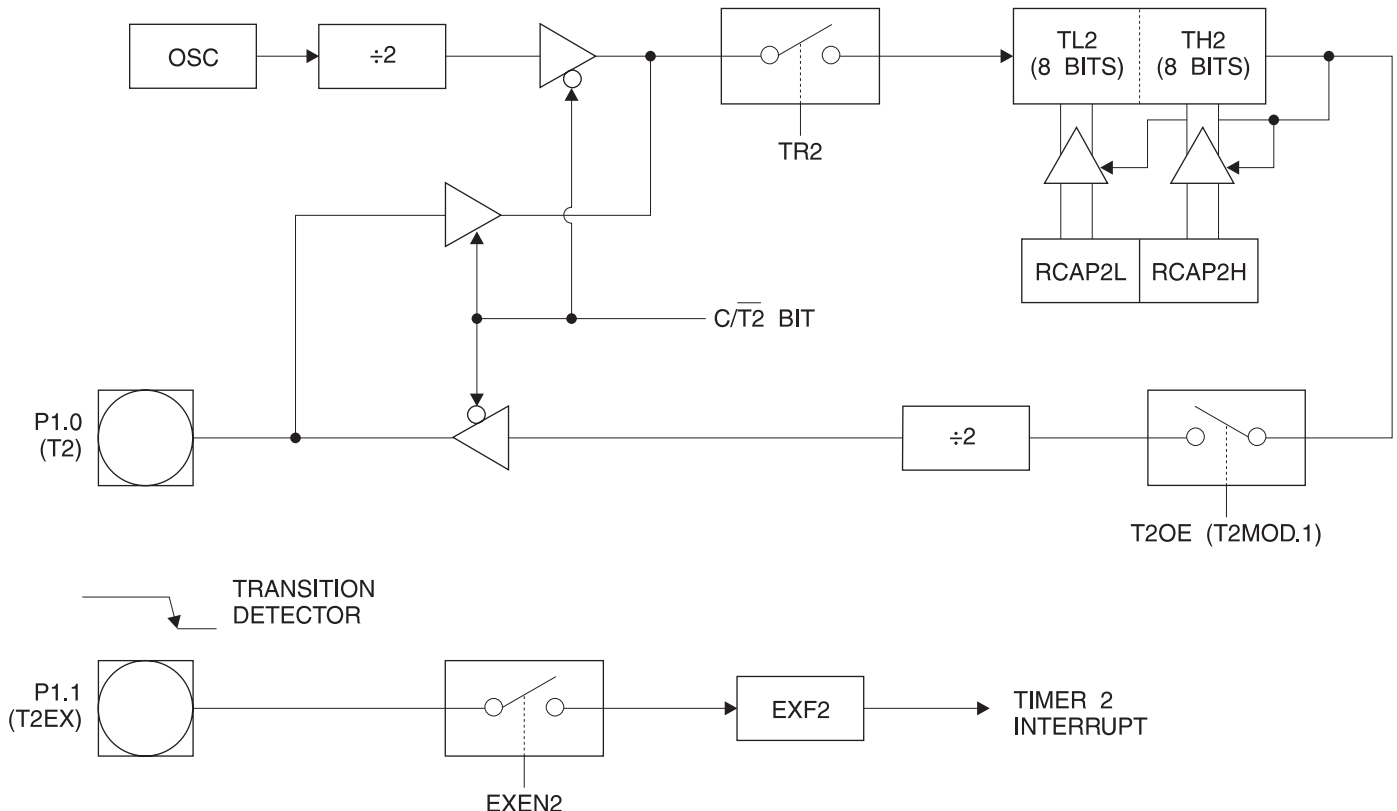 OSC
÷2
TR2
TL2
(8 BITS)
TH2
(8 BITS)
RCAP2L
RCAP2H
C/T2 BIT
P1.0
(T2)
÷2
T2OE (T2MOD.1)
TRANSITION
DETECTOR
P1.1
(T2EX)
EXEN2
EXF2
TIMER 2
INTERRUPT